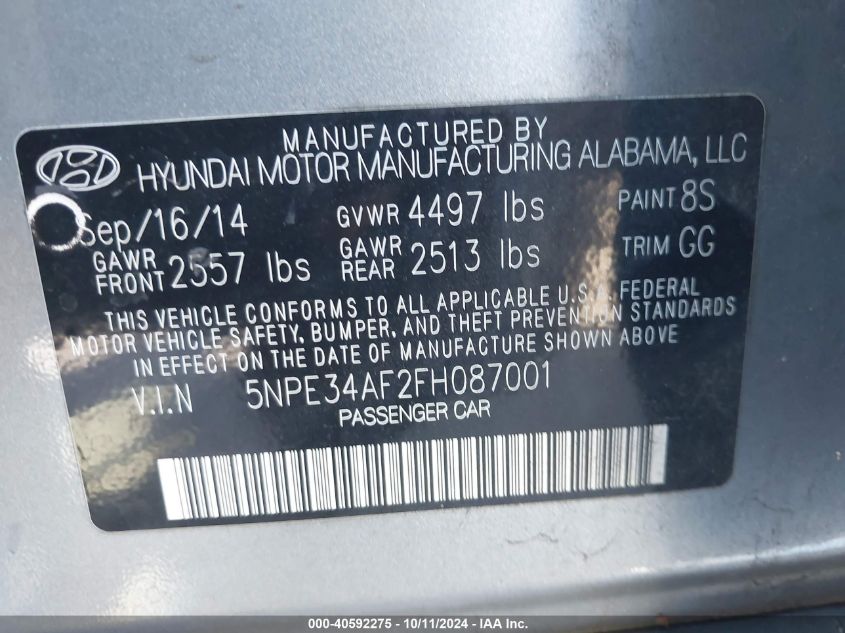 MANUFACTURED BY
HYUNDAI MOTOR MANUFACTURING ALABAMA, LLC
Sep/16/14 GVWR 4497 lbs PAINT 8S
GAWR FRONT 2557 lbs GAWR REAR 2513 lbs TRIM GG
THIS VEHICLE CONFORMS TO ALL APPLICABLE U.S.A. FEDERAL
MOTOR VEHICLE SAFETY, BUMPER, AND THEFT PREVENTION STANDARDS
IN EFFECT ON THE DATE OF MANUFACTURE SHOWN ABOVE
V.I.N 5NPE34AF2FH087001
PASSENGER CAR
000-40592275 - 10/11/2024 - IAA Inc.